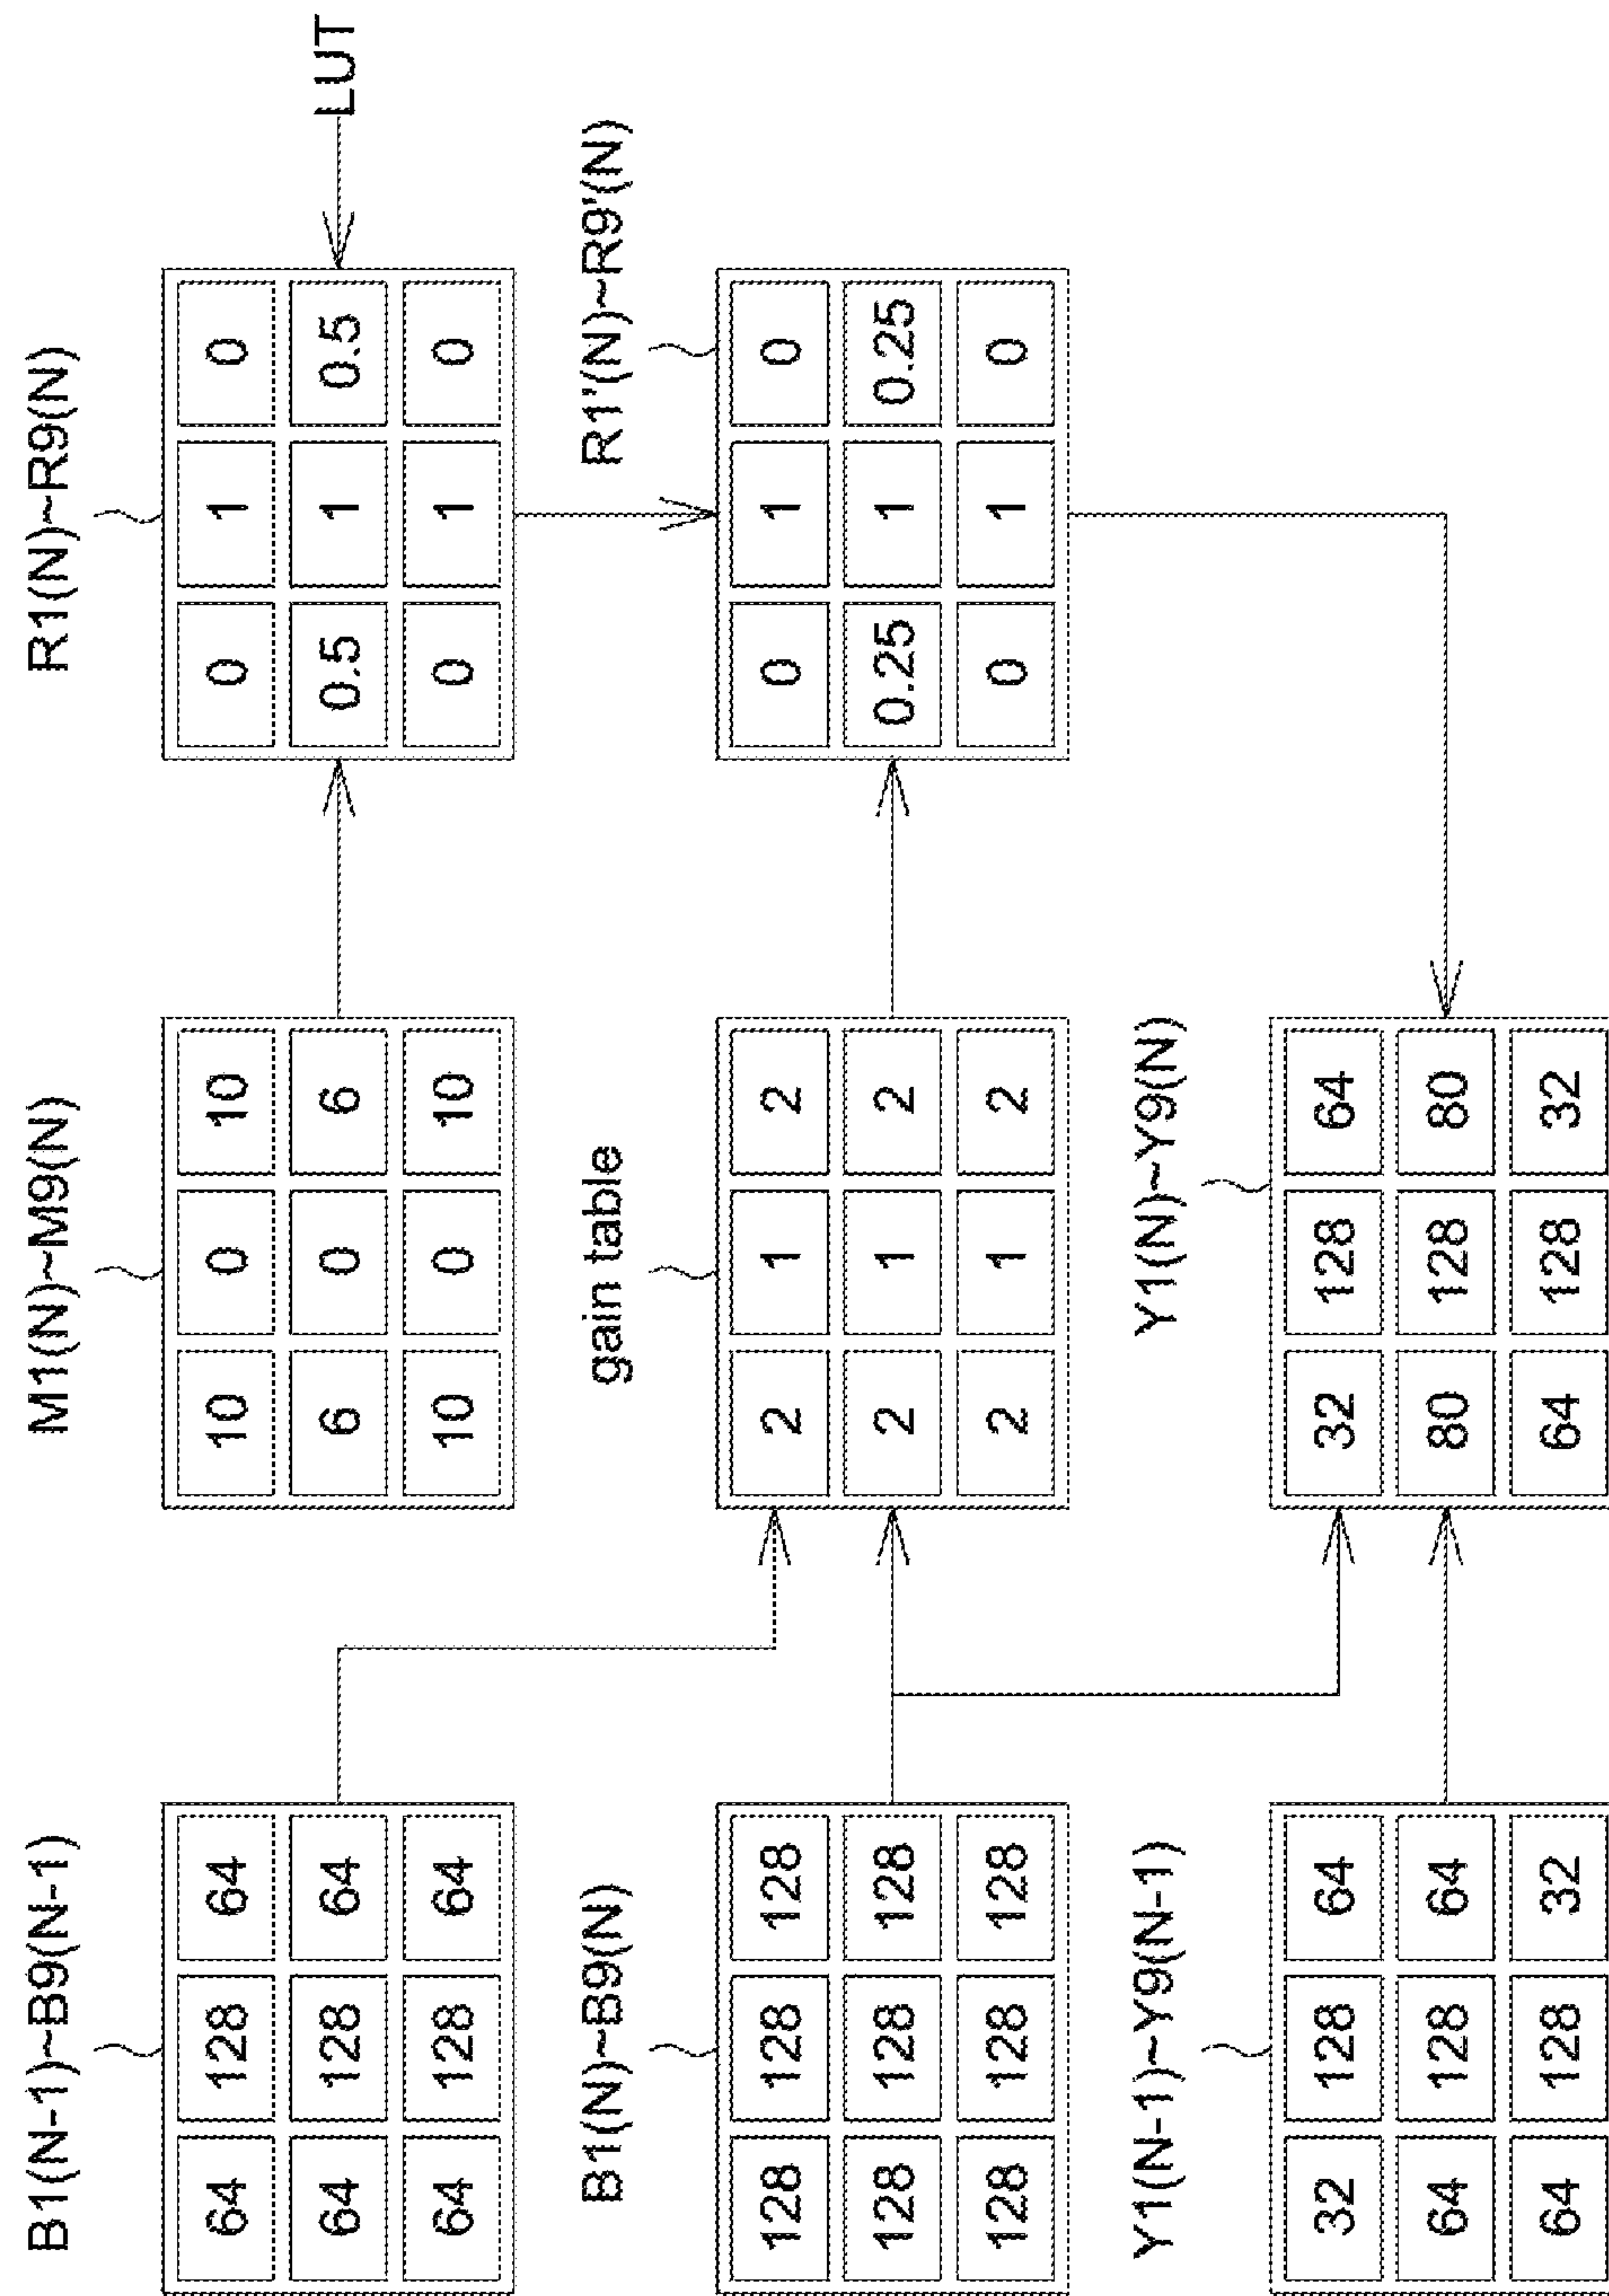 B1(N-1)~B9(N-1)
64 128 64
64 128 64
64 128 64
M1(N)~M9(N)
10 0 10
6 0 6
10 0 10
R1(N)~R9(N)
0 1 0
0.5 1 0.5
0 1 0
LUT
B1(N)~B9(N)
128 128 128
128 128 128
128 128 128
gain table
2 1 2
2 1 2
2 1 2
R1'(N)~R9'(N)
0 1 0
0.25 1 0.25
0 1 0
Y1(N-1)~Y9(N-1)
32 128 64
64 128 64
64 128 32
Y1(N)~Y9(N)
32 128 64
80 128 80
64 128 32